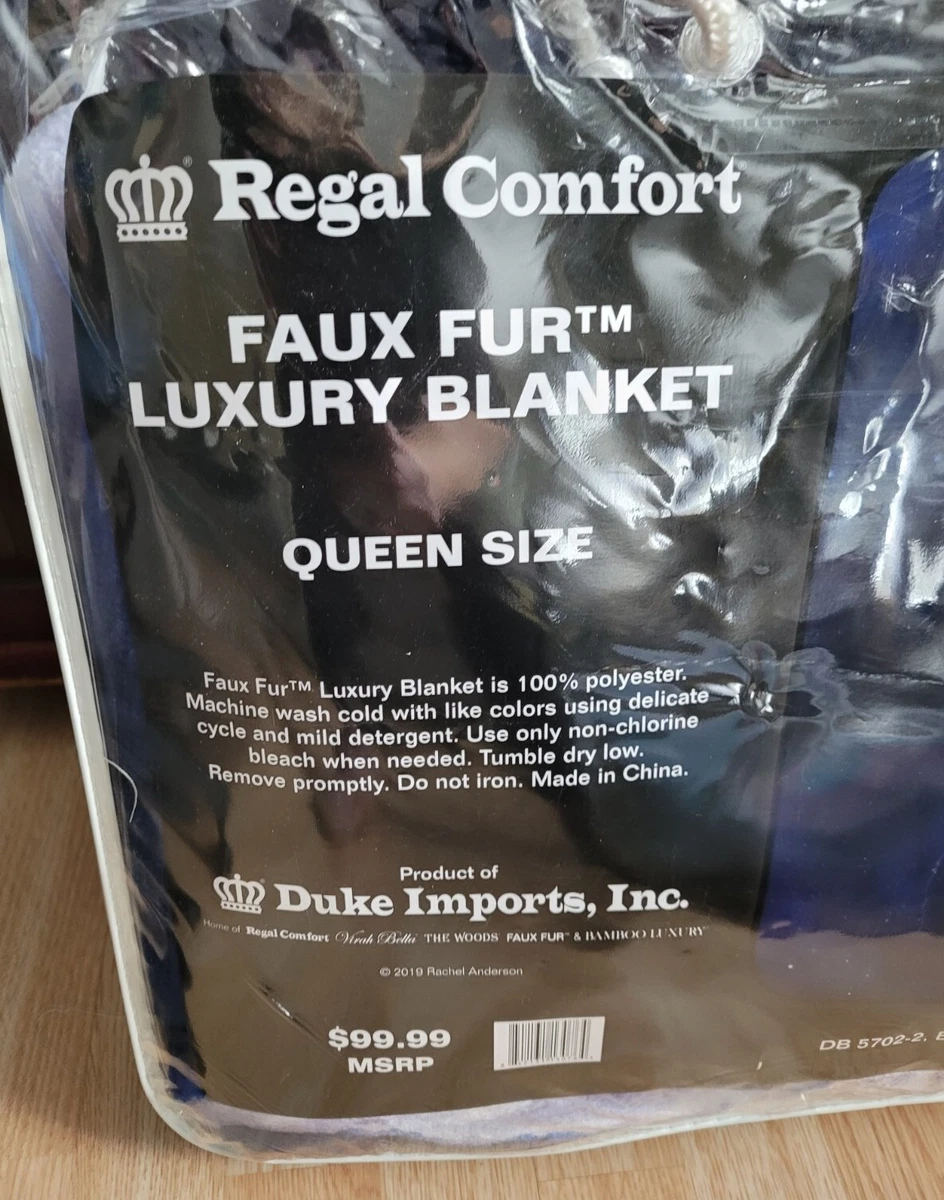 Regal Comfort
FAUX FUR™
LUXURY BLANKET
QUEEN SIZE
Faux Fur™ Luxury Blanket is 100% polyester.
Machine wash cold with like colors using delicate
cycle and mild detergent. Use only non-chlorine
bleach when needed. Tumble dry low.
Remove promptly. Do not iron. Made in China.
Product of
Duke Imports, Inc.
Home of Regal Comfort Virah Bella THE WOODS FAUX FUR™ & BAMBOO LUXURY™
© 2019 Rachel Anderson
$99.99
MSRP
DB 5702-2.